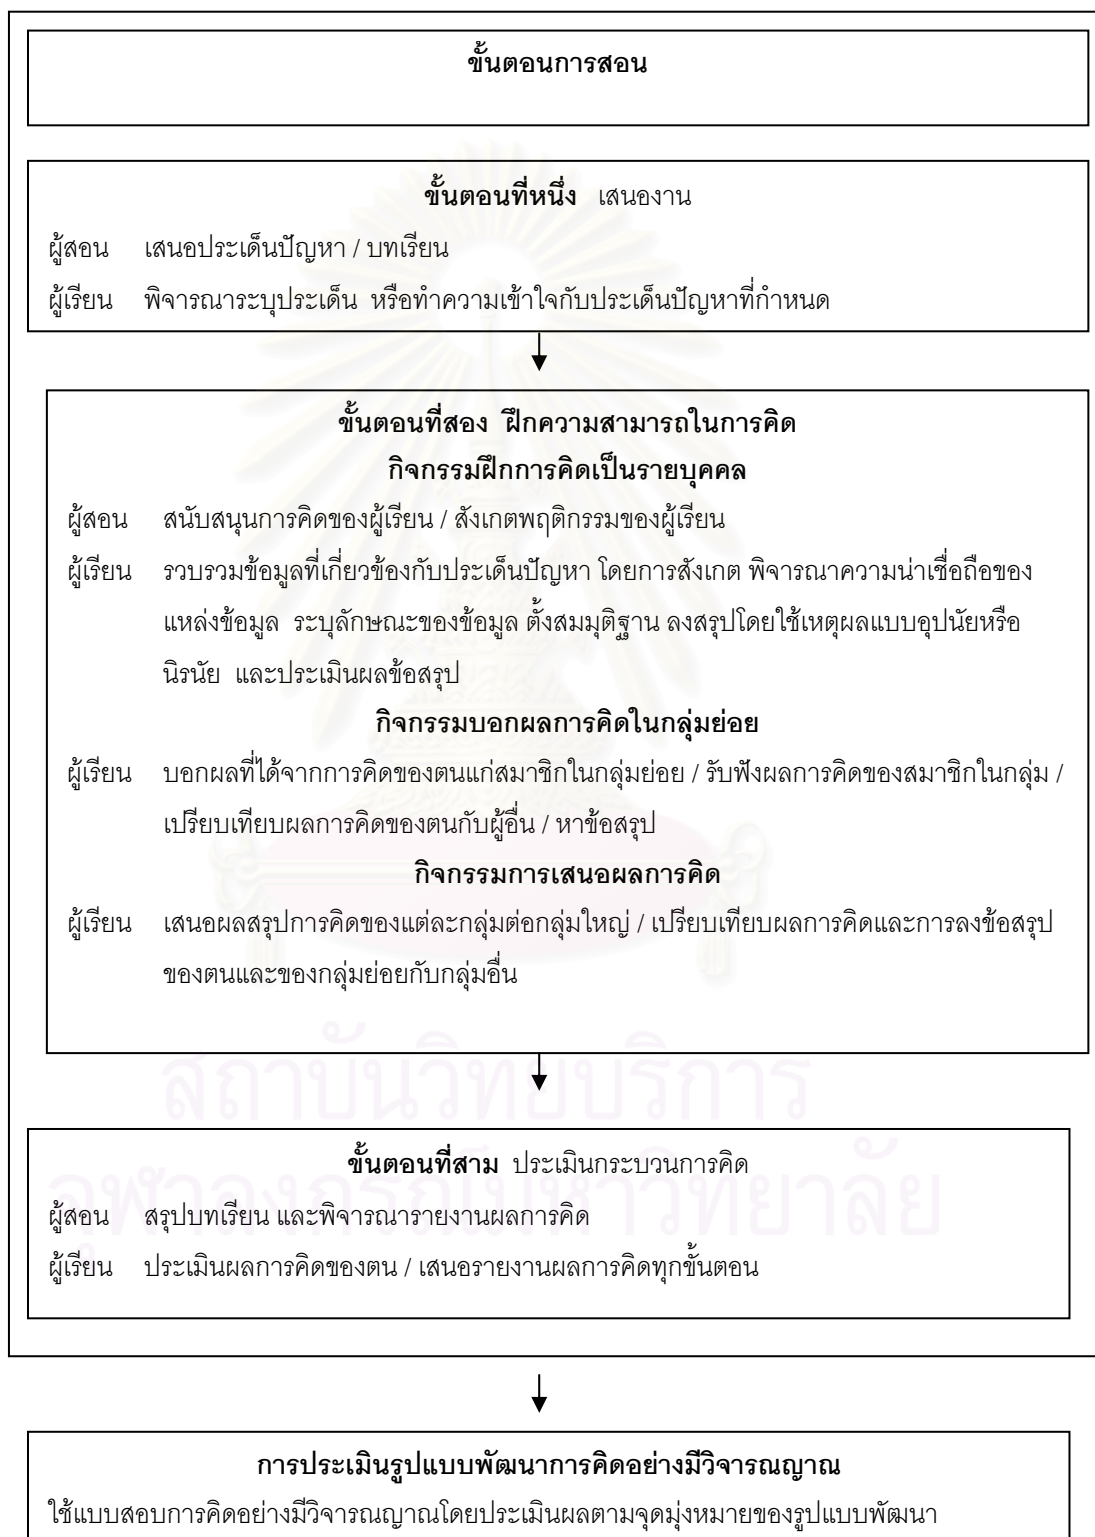 ขั้นตอนการสอน
ขั้นตอนที่หนึ่ง เสนองาน
ผู้สอน เสนอประเด็นปัญหา / บทเรียน
ผู้เรียน พิจารณาระบุประเด็น หรือทำความเข้าใจกับประเด็นปัญหาที่กำหนด
ขั้นตอนที่สอง ฝึกความสามารถในการคิด
กิจกรรมฝึกการคิดเป็นรายบุคคล
ผู้สอน สนับสนุนการคิดของผู้เรียน / สังเกตพฤติกรรมของผู้เรียน
ผู้เรียน รวบรวมข้อมูลที่เกี่ยวข้องกับประเด็นปัญหา โดยการสังเกต พิจารณาความน่าเชื่อถือของ
แหล่งข้อมูล ระบุลักษณะของข้อมูล ตั้งสมมุติฐาน ลงสรุปโดยใช้เหตุผลแบบอุปนัยหรือ
นิรนัย และประเมินผลข้อสรุป
กิจกรรมบอกผลการคิดในกลุ่มย่อย
ผู้เรียน บอกผลที่ได้จากการคิดของตนแก่สมาชิกในกลุ่มย่อย / รับฟังผลการคิดของสมาชิกในกลุ่ม /
เปรียบเทียบผลการคิดของตนกับผู้อื่น / หาข้อสรุป
กิจกรรมการเสนอผลการคิด
ผู้เรียน เสนอผลสรุปการคิดของแต่ละกลุ่มต่อกลุ่มใหญ่ / เปรียบเทียบผลการคิดและการลงข้อสรุป
ของตนและของกลุ่มย่อยกับกลุ่มอื่น
สถาบันวิทยบริการ
ขั้นตอนที่สาม ประเมินกระบวนการคิด
จุฬาลงกรณ์มหาวิทยาลัย
ผู้สอน สรุปบทเรียน และพิจารณารายงานผลการคิด
ผู้เรียน ประเมินผลการคิดของตน / เสนอรายงานผลการคิดทุกขั้นตอน
การประเมินรูปแบบพัฒนาการคิดอย่างมีวิจารณญาณ
ใช้แบบสอบการคิดอย่างมีวิจารณญาณโดยประเมินผลตามจุดมุ่งหมายของรูปแบบพัฒนา